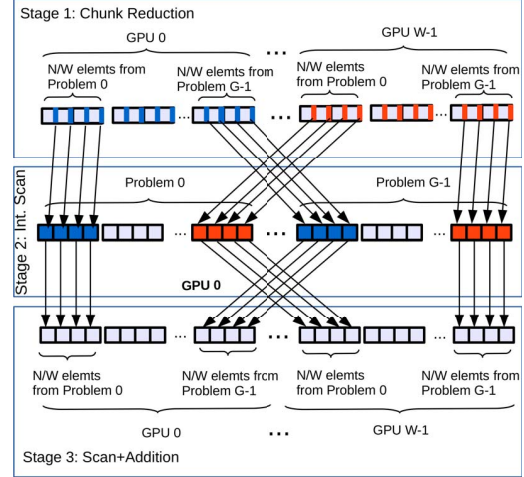 Stage 1: Chunk Reduction
GPU 0
...
GPU W-1
N/W elemts from
Problem 0
N/W elemts from
Problem G-1
N/W elemts
from Problem 0
N/W elemts from
Problem G-1
... ... ...
Stage 2: Int. Scan
Problem 0
Problem G-1
... ... ...
GPU 0
... ... ...
N/W elemts
from Problem 0
N/W elemts from
Problem G-1
N/W elemts
from Problem 0
N/W elemts from
Problem G-1
GPU 0
...
GPU W-1
Stage 3: Scan+Addition